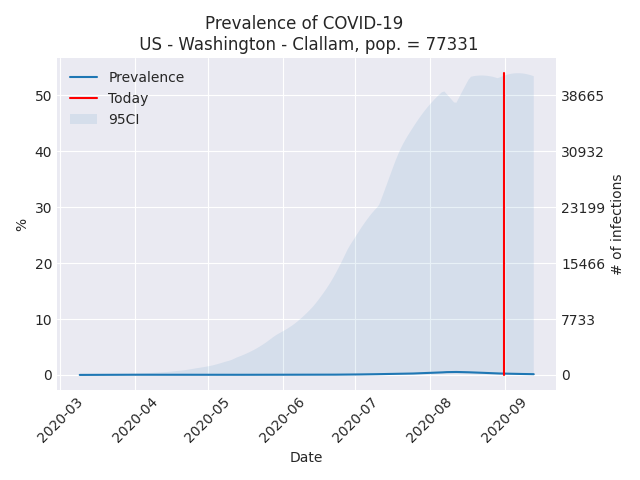 Prevalence of COVID-19
US - Washington - Clallam, pop. = 77331
Prevalence
Today
95CI
50
40
30
20
10
0
%
38665
30932
23199
15466
7733
0
# of infections
2020-03
2020-04
2020-05
2020-06
2020-07
2020-08
2020-09
Date